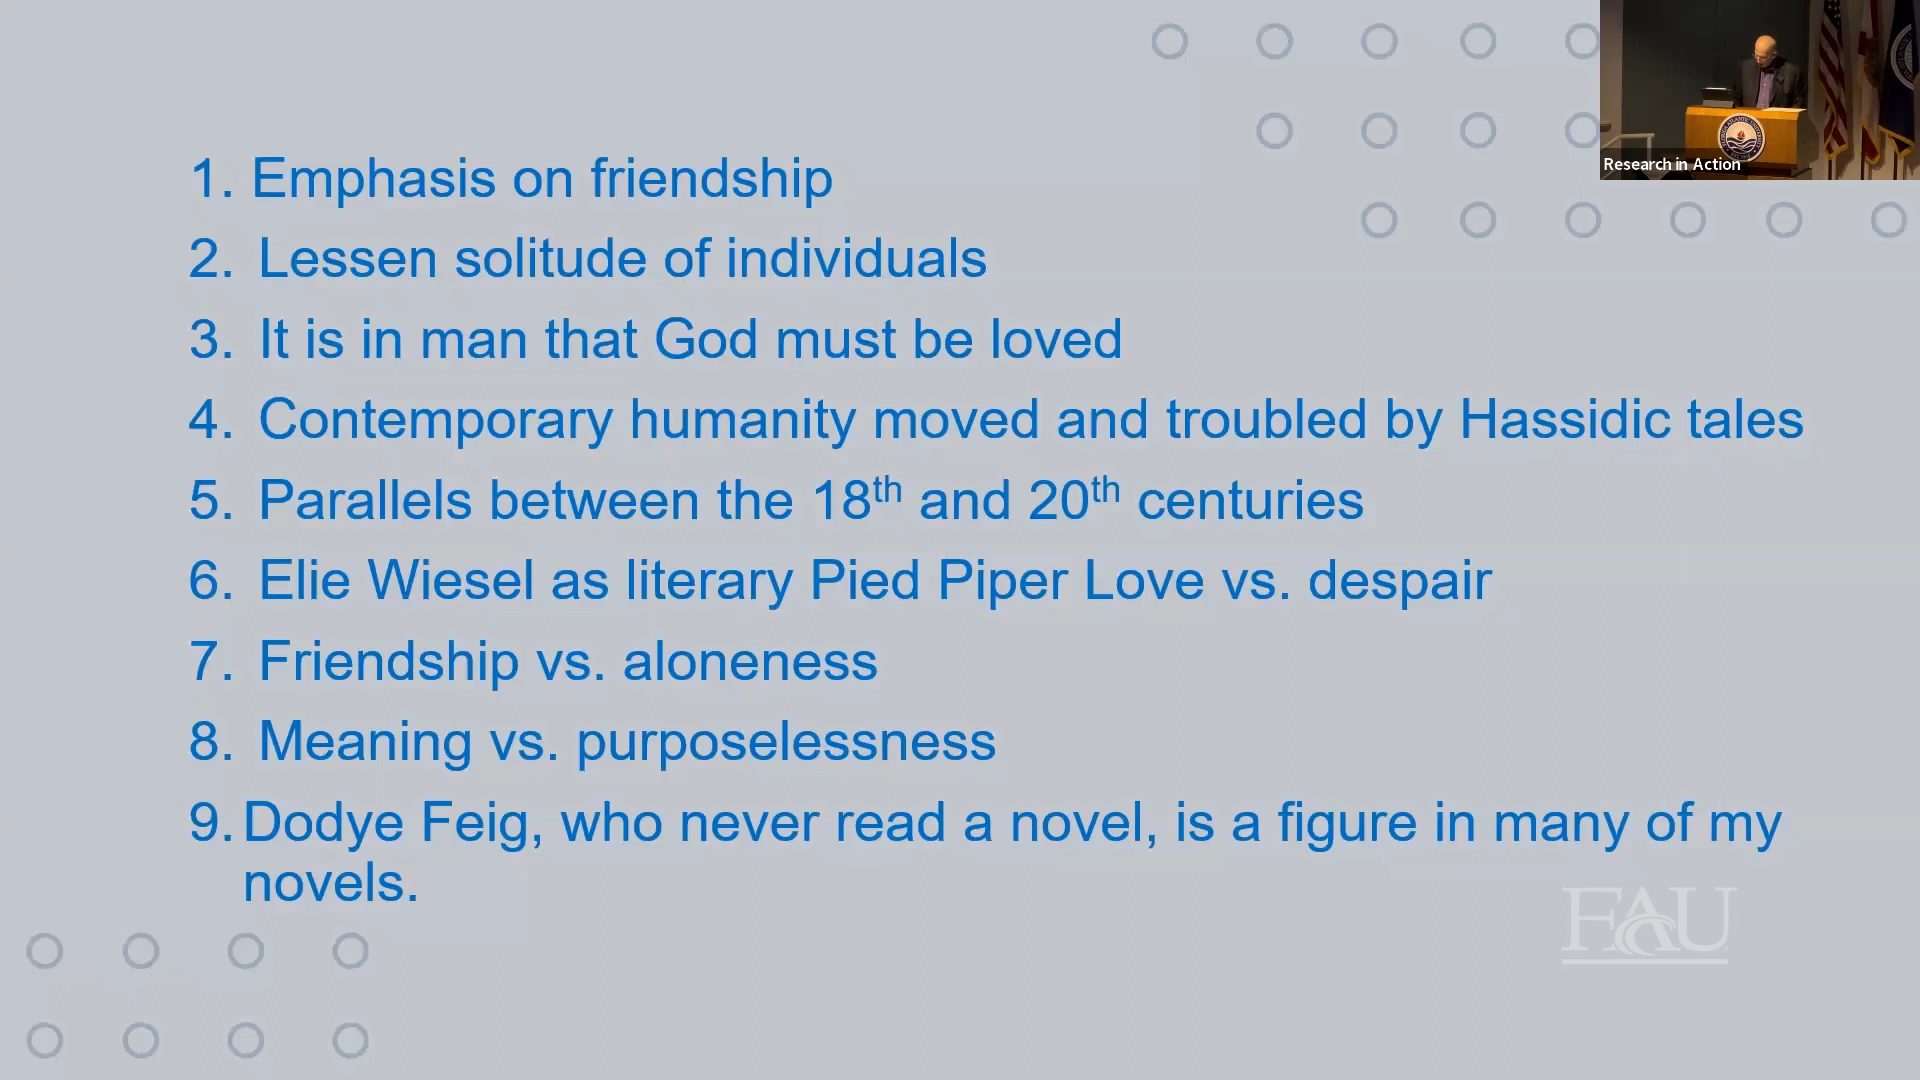 Research in Action
1. Emphasis on friendship
2. Lessen solitude of individuals
3. It is in man that God must be loved
4. Contemporary humanity moved and troubled by Hassidic tales
5. Parallels between the 18th and 20th centuries
6. Elie Wiesel as literary Pied Piper Love vs. despair
7. Friendship vs. aloneness
8. Meaning vs. purposelessness
9. Dodye Feig, who never read a novel, is a figure in many of my
novels.
FAU